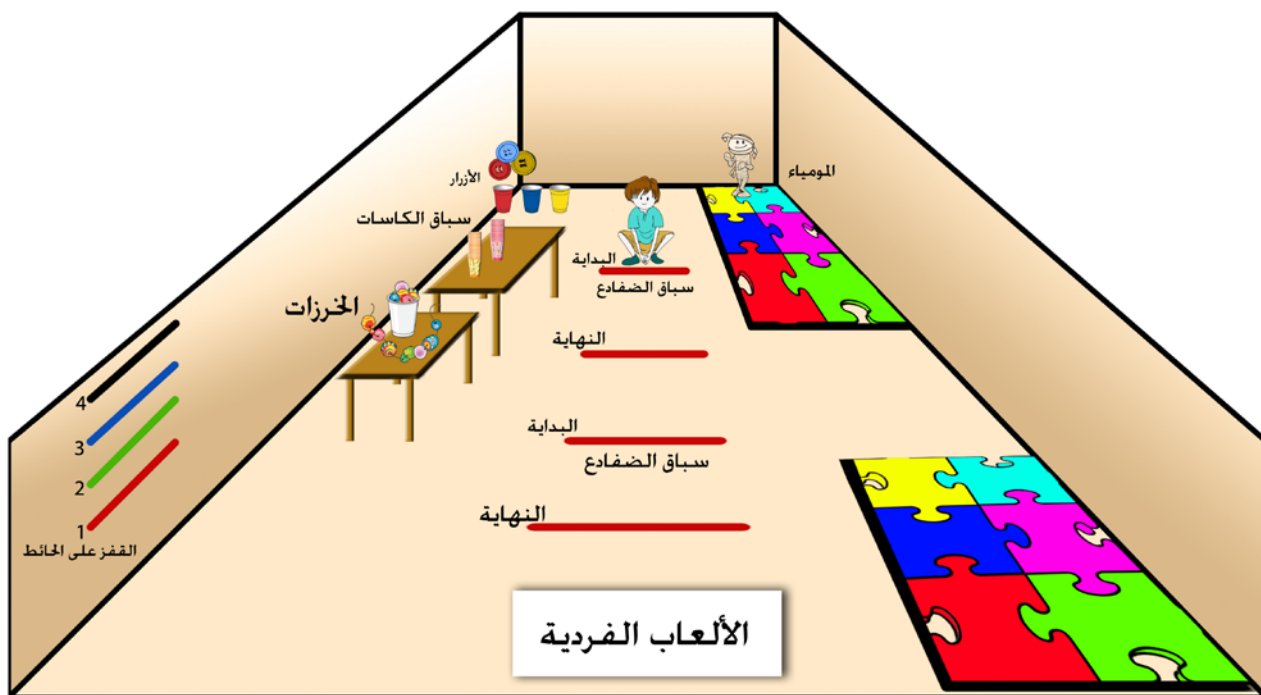 المومياء
الأزرار
سباق الكاسات
البداية
سباق الضفادع
الخرزات
النهاية
4
3
2
1
القفز على الحائط
البداية
سباق الضفادع
النهاية
الألعاب الفردية